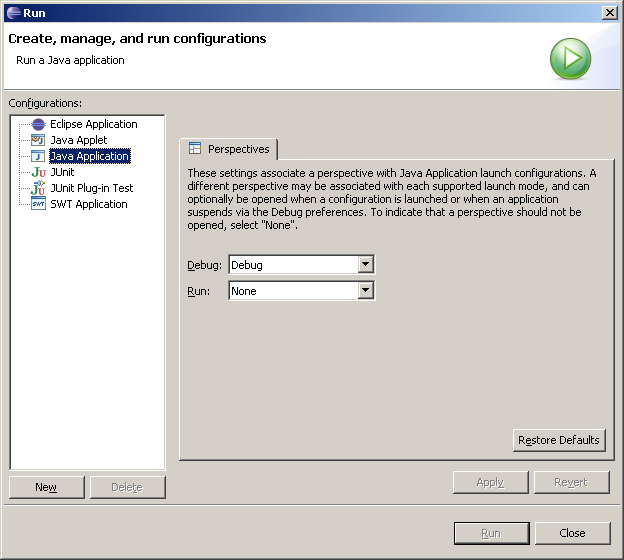 Run
Create, manage, and run configurations
Run a Java application
Configurations:
Eclipse Application
Java Applet
Java Application
JUnit
JUnit Plug-in Test
SWT Application
New
Delete
Perspectives
These settings associate a perspective with Java Application launch configurations. A
different perspective may be associated with each supported launch mode, and can
optionally be opened when a configuration is launched or when an application
suspends via the Debug preferences. To indicate that a perspective should not be
opened, select "None".
Debug: Debug
Run: None
Restore Defaults
Apply Revert
Run Close